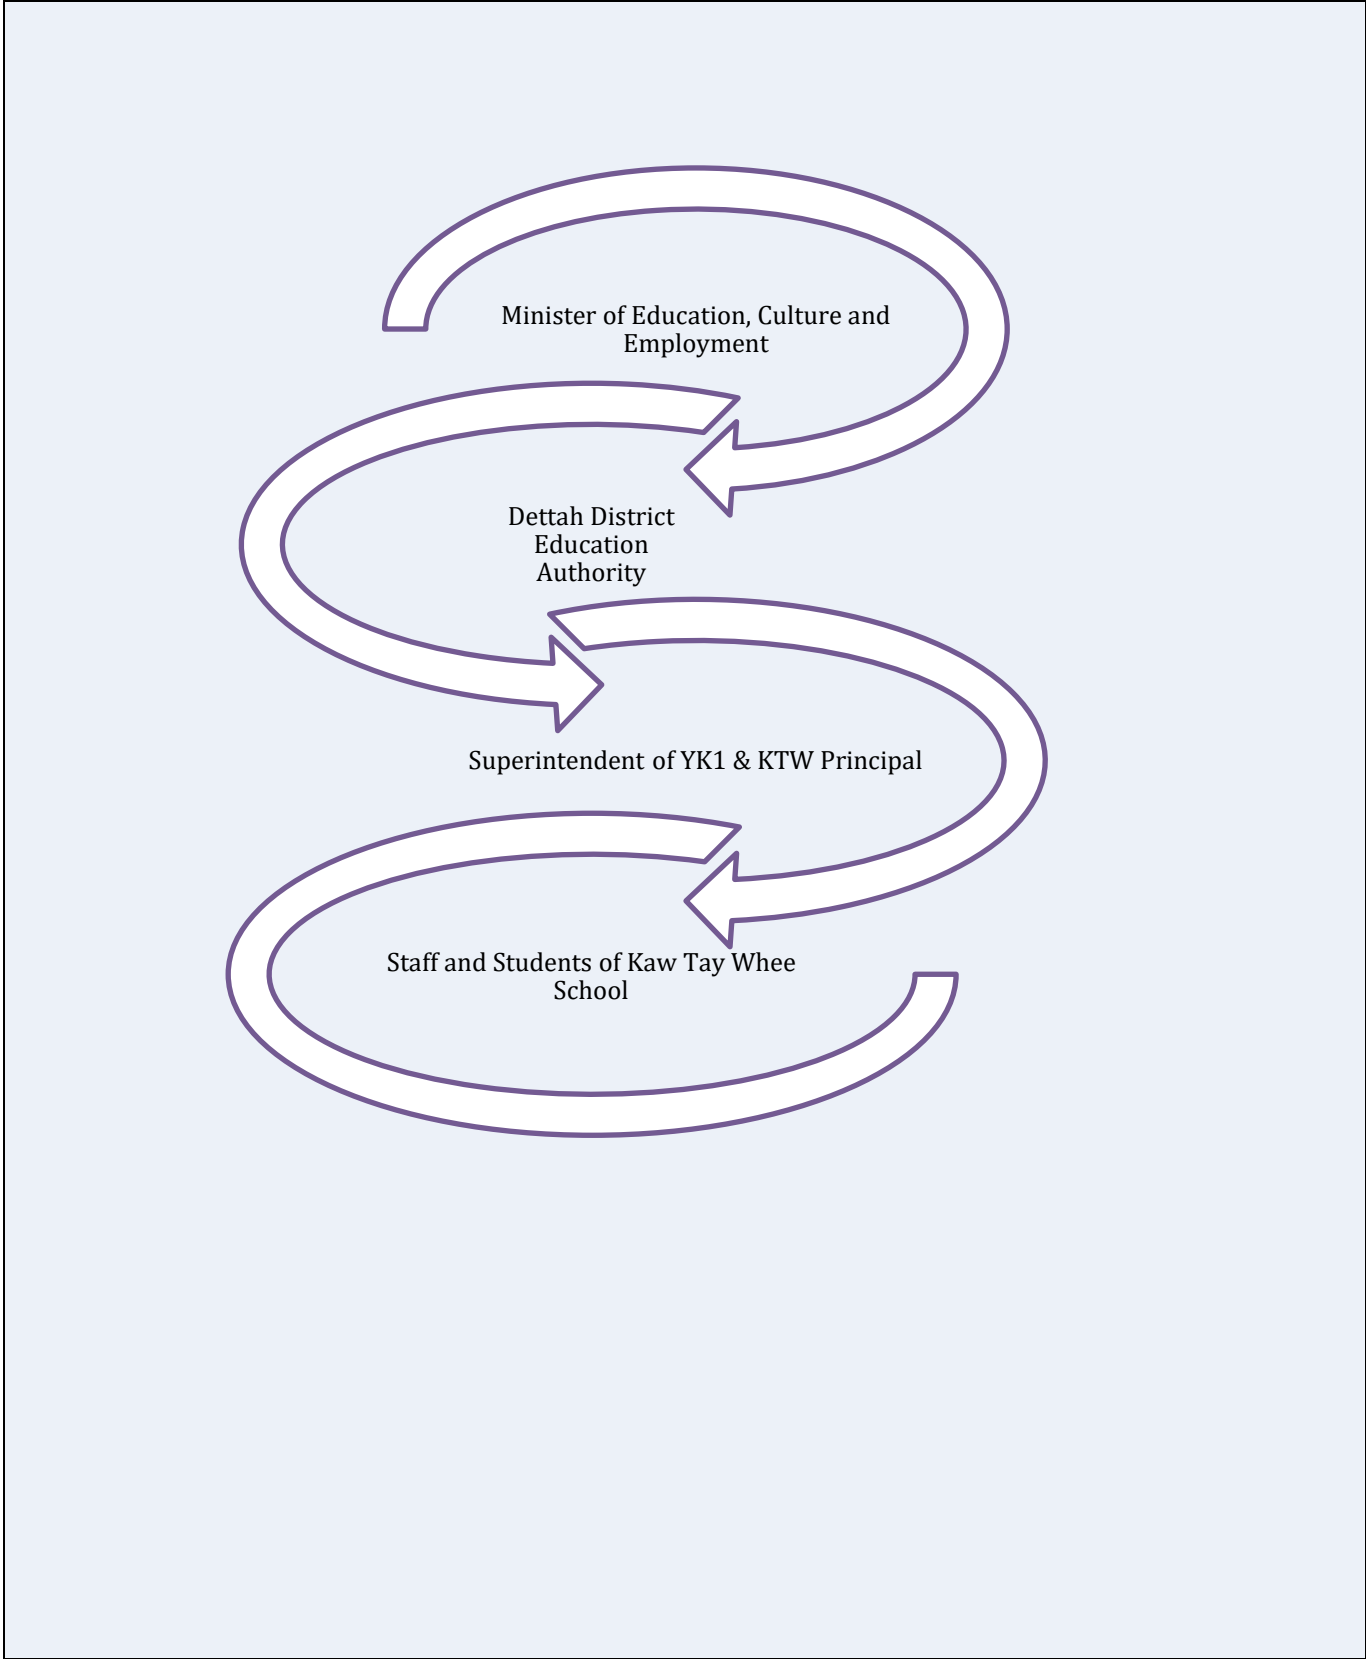 Minister of Education, Culture and
Employment
Dettah District
Education
Authority
Superintendent of YK1 & KTW Principal
Staff and Students of Kaw Tay Whee
School